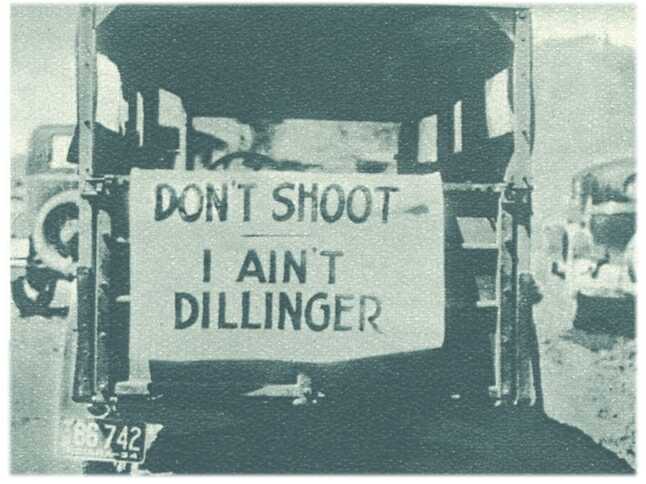 DON'T SHOOT
I AIN'T
DILLINGER
86 742